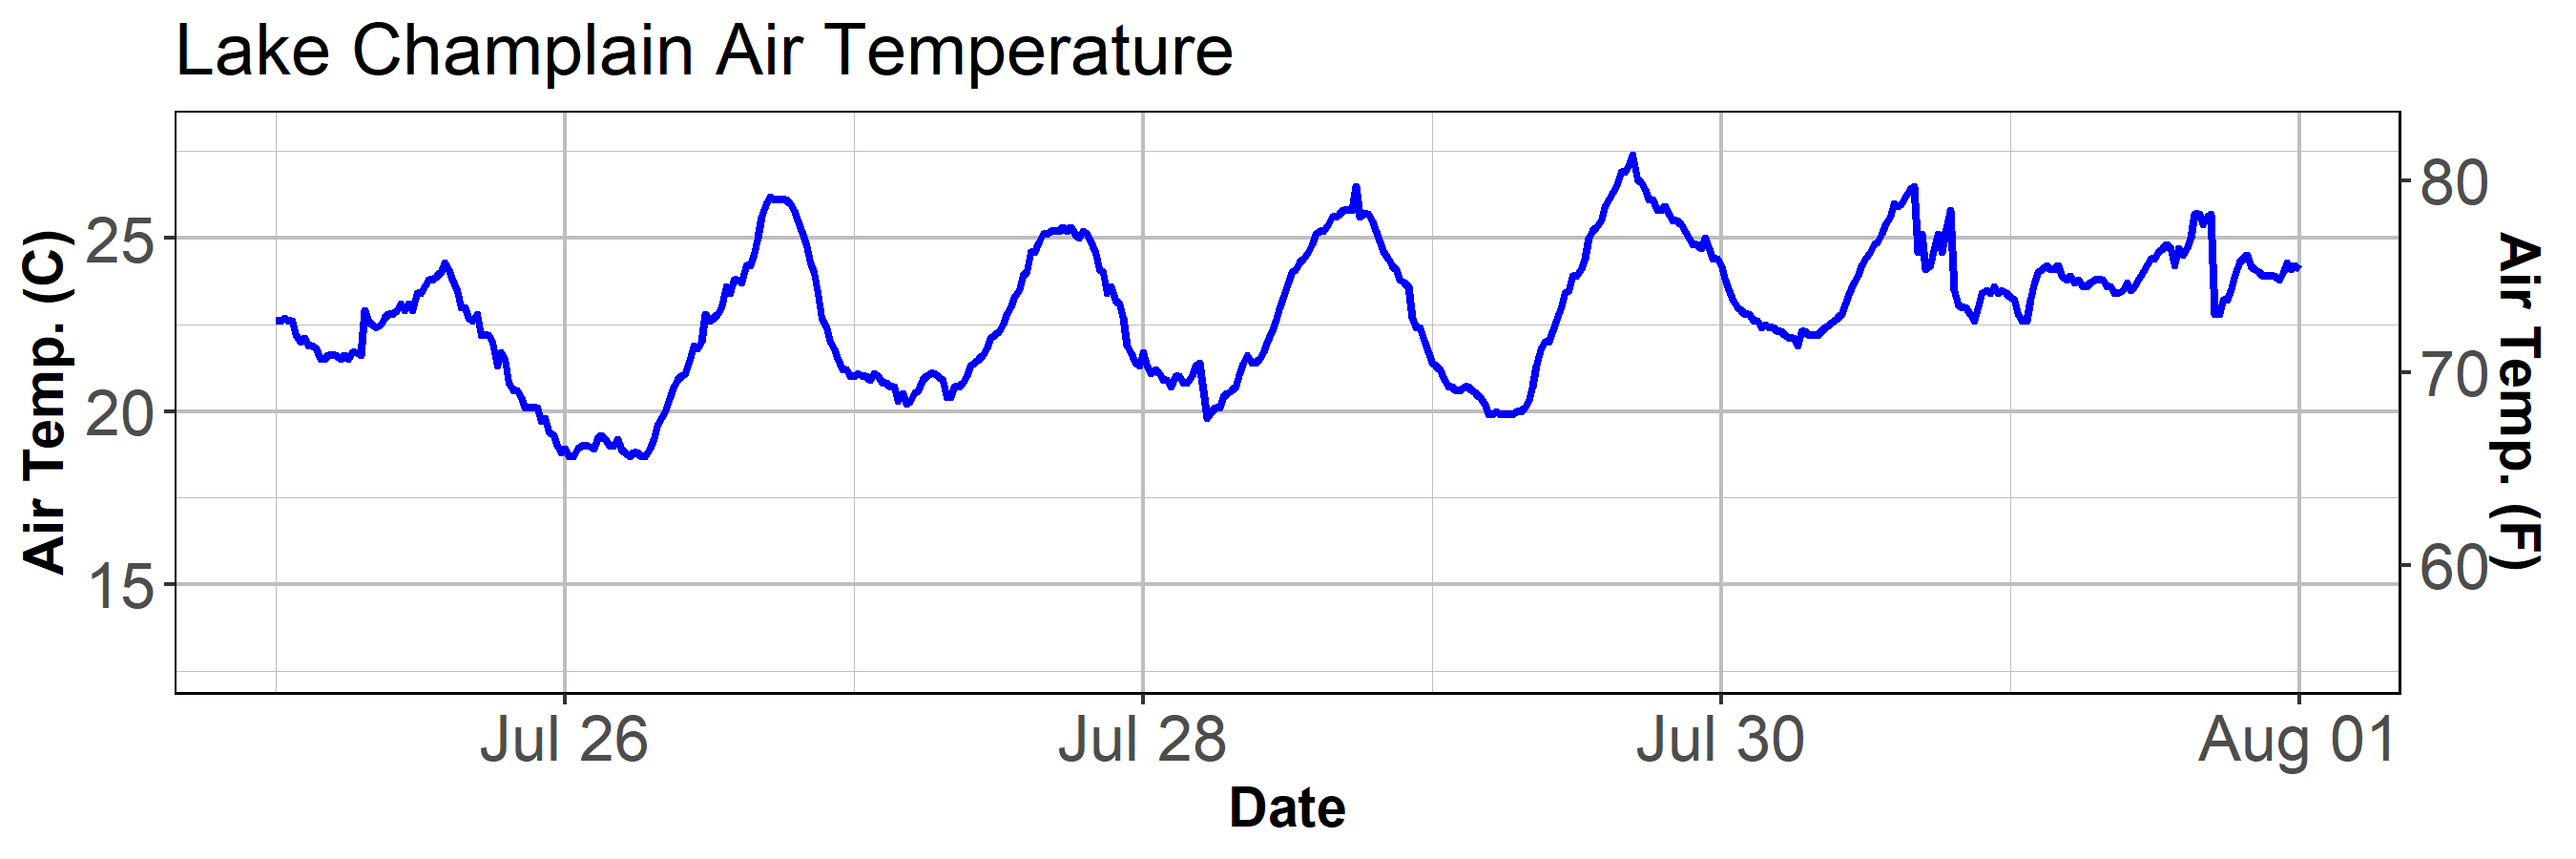 Lake Champlain Air Temperature
Air Temp. (C)
25
20
15
80
70
60
Air Temp. (F)
Jul 26
Jul 28
Jul 30
Aug 01
Date